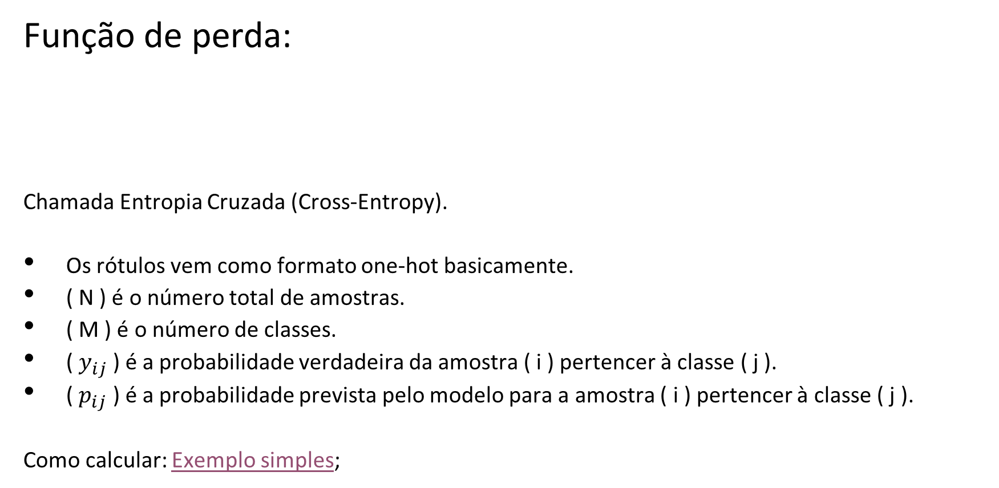 Função de perda:
Chamada Entropia Cruzada (Cross-Entropy).
• Os rótulos vem como formato one-hot basicamente.
• ( N ) é o número total de amostras.
• ( M ) é o número de classes.
• ( y_{ij} ) é a probabilidade verdadeira da amostra ( i ) pertencer à classe ( j ).
• ( p_{ij} ) é a probabilidade prevista pelo modelo para a amostra ( i ) pertencer à classe ( j ).
Como calcular: Exemplo simples;